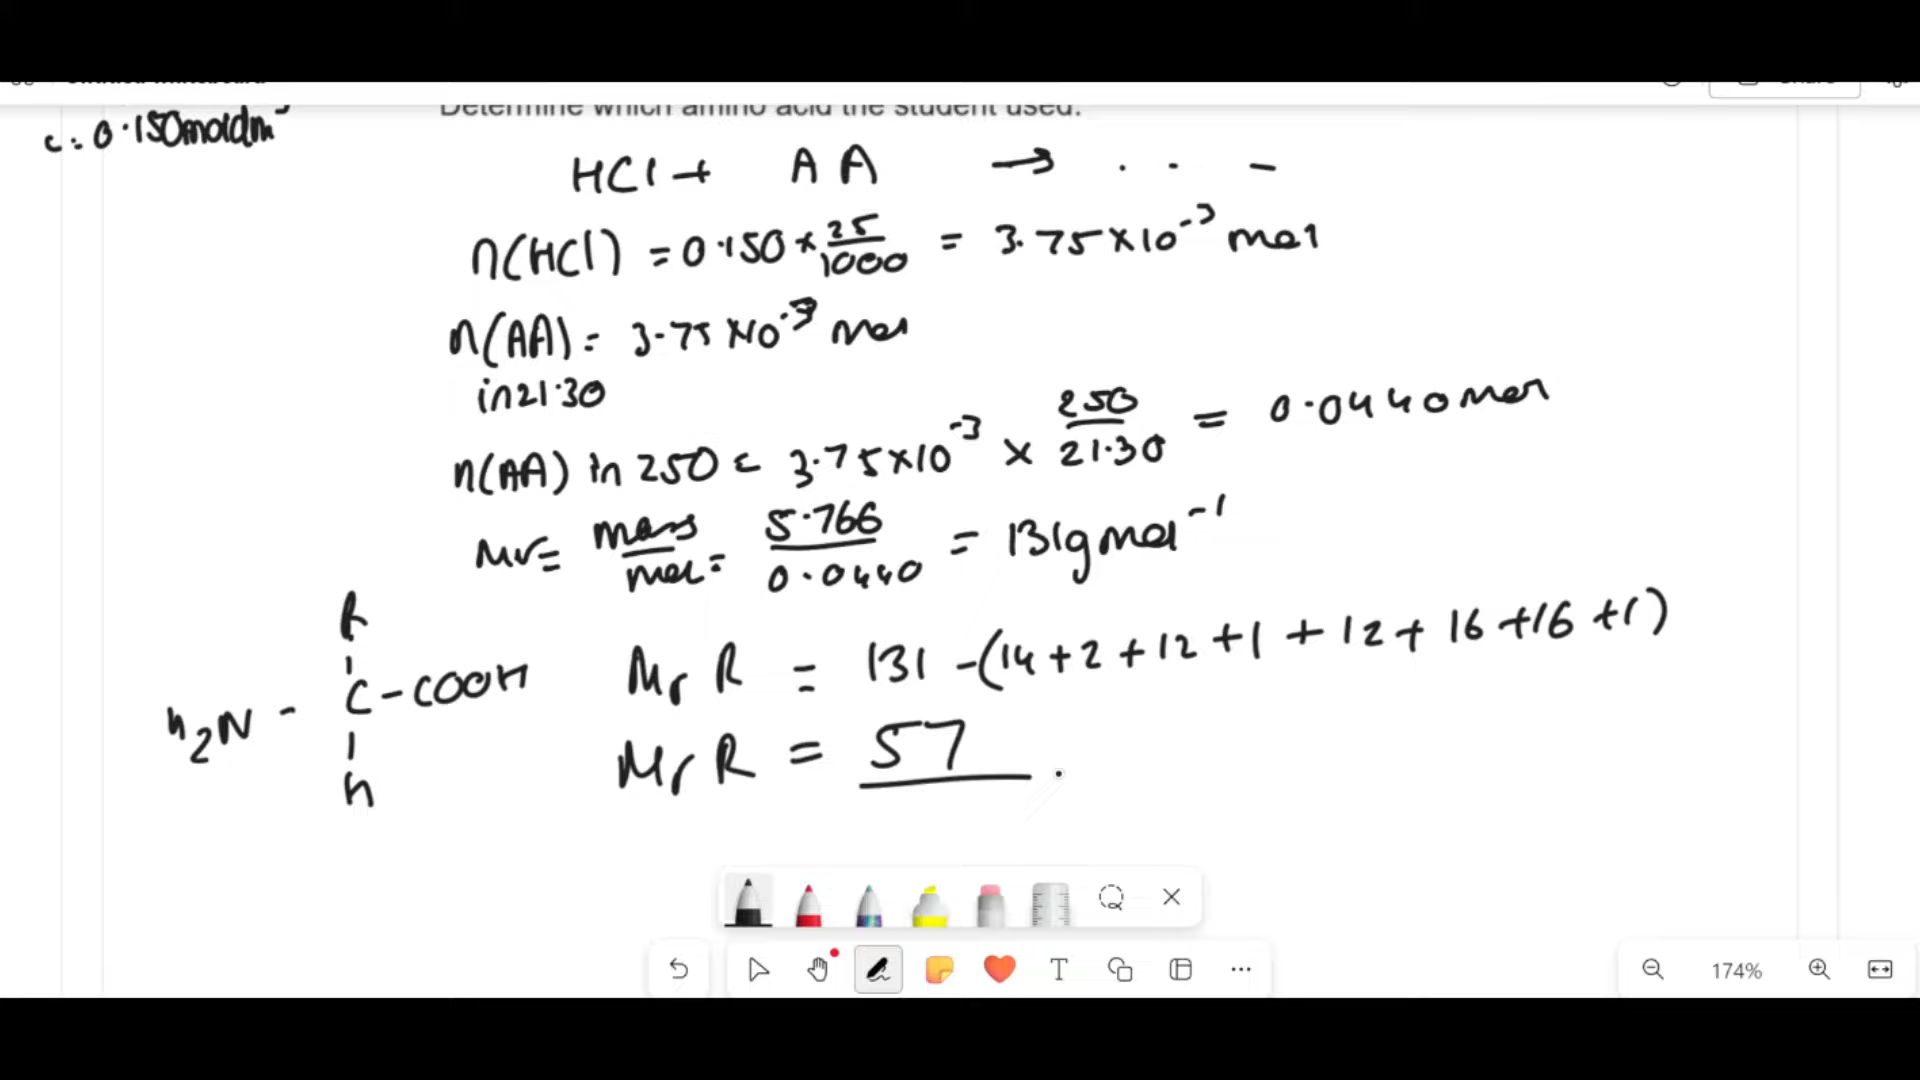 c = 0.150moldm⁻³
Determine which amino acid the student used.
HCl + AA → . . –
n(HCl) = 0.150 × 25/1000 = 3.75×10⁻³ mol
n(AA) = 3.75×10⁻³ mol
in 21.30
n(AA) in 250 = 3.75×10⁻³ × 250/21.30 = 0.0440 mol
Mr = mass/mol = 5.766/0.0440 = 131g mol⁻¹
R
H₂N - C - COOH
H
Mr R = 131 - (14 + 2 + 12 + 1 + 12 + 16 + 16 + 1)
Mr R = 57
T
174%